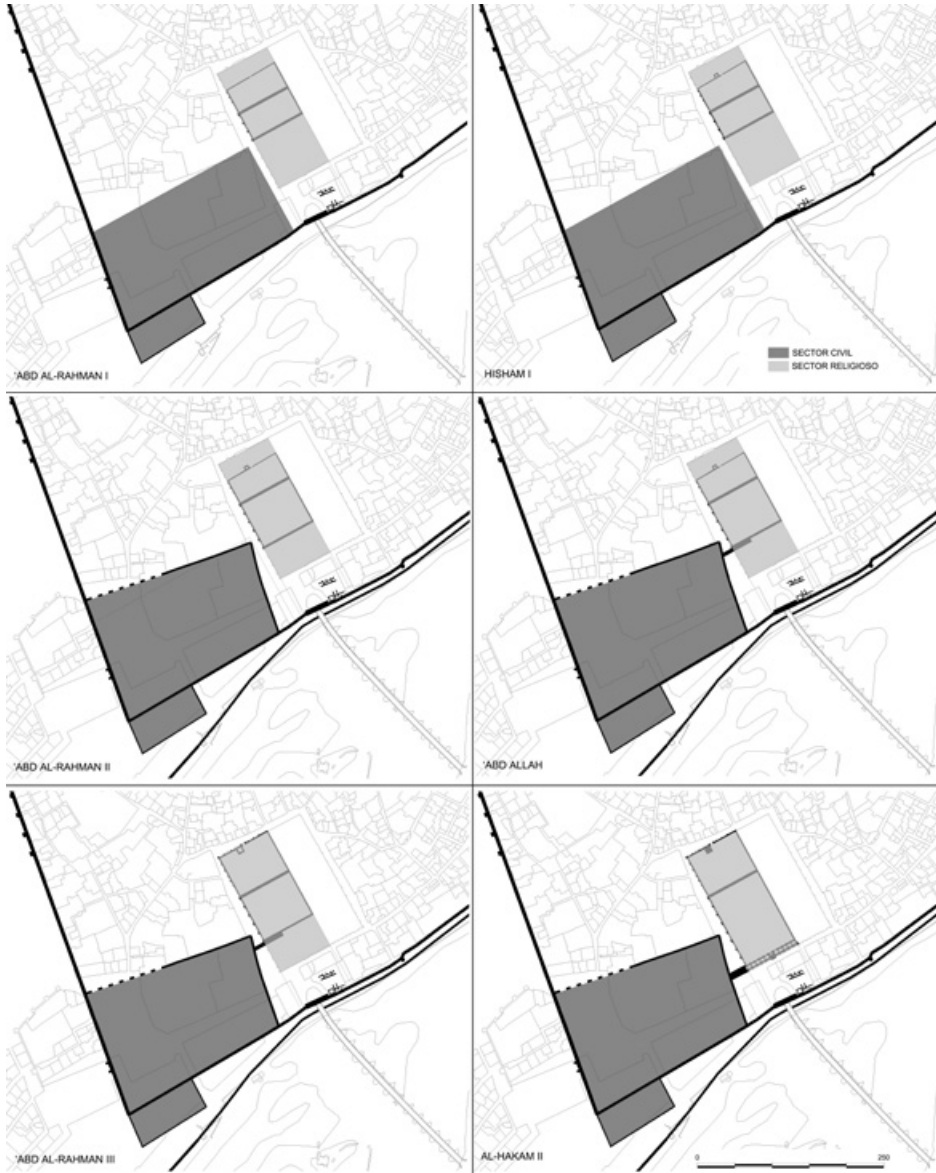 'ABD AL-RAHMAN I
SECTOR CIVIL
SECTOR RELIGIOSO
HISHAM I
'ABD AL-RAHMAN II
'ABD ALLAH
'ABD AL-RAHMAN III
AL-HAKAM II
0 250